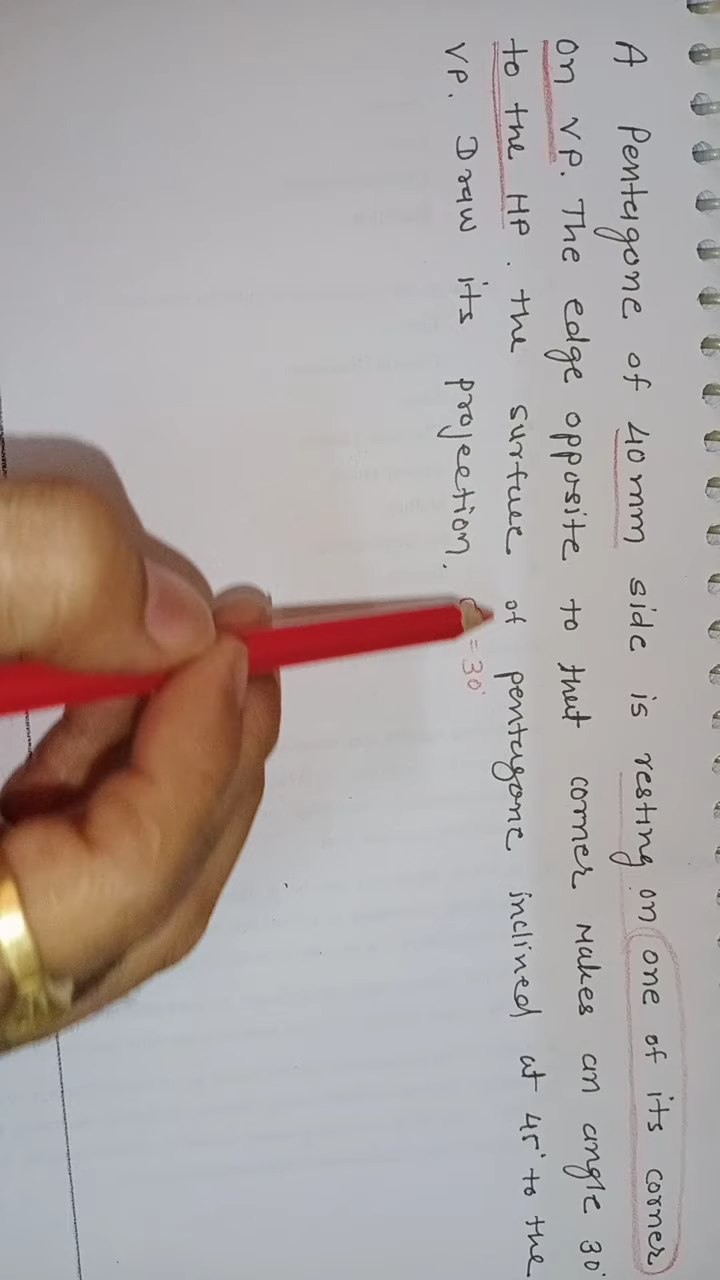 A Pentagone of 40mm side is resting on one of its corner
on VP. The edge opposite to that corner Makes an angle 30°
to the HP. the surface of pentagone inclined at 45° to the
VP. Draw its projection. = 30°